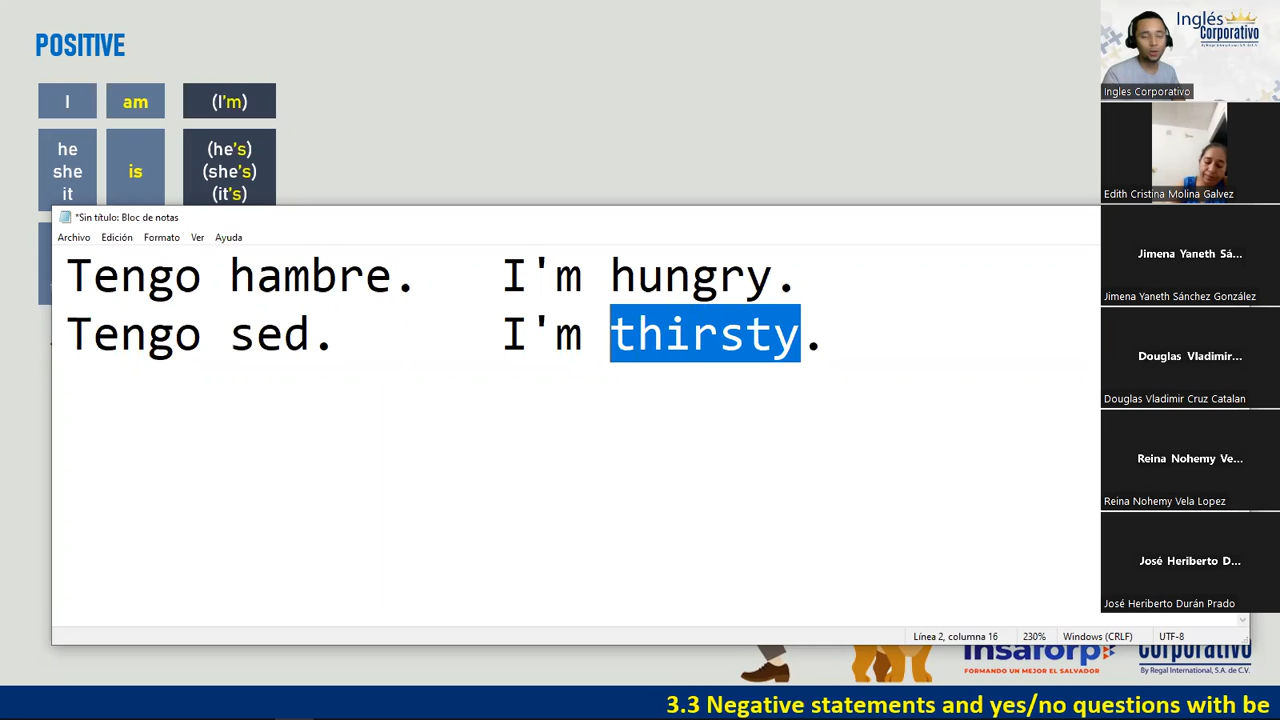 POSITIVE
I am (I'm)
he
she
it
is
(he's)
(she's)
(it's)
*Sin título: Bloc de notas
Archivo Edición Formato Ver Ayuda
Tengo hambre. I'm hungry.
Tengo sed. I'm thirsty.
Línea 2, columna 16 230% Windows (CRLF) UTF-8
Inglés
Corporativo
By Regal International, S.A. de C.V.
Ingles Corporativo
Edith Cristina Molina Galvez
Jimena Yaneth Sá...
Jimena Yaneth Sánchez González
Douglas Vladimir...
Douglas Vladimir Cruz Catalan
Reina Nohemy Ve...
Reina Nohemy Vela Lopez
José Heriberto D...
José Heriberto Durán Prado
Insaforp
FORMANDO UN MEJOR EL SALVADOR
Corporativo
By Regal International, S.A. de C.V.
3.3 Negative statements and yes/no questions with be